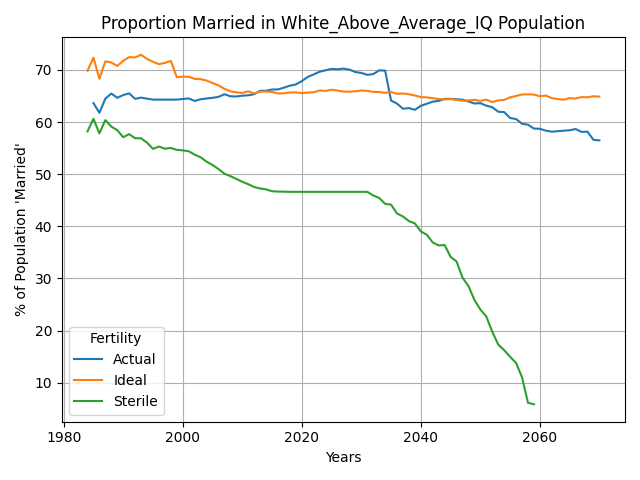 Proportion Married in White_Above_Average_IQ Population
% of Population 'Married'
70
60
50
40
30
20
10
Fertility
Actual
Ideal
Sterile
1980
2000
2020
2040
2060
Years